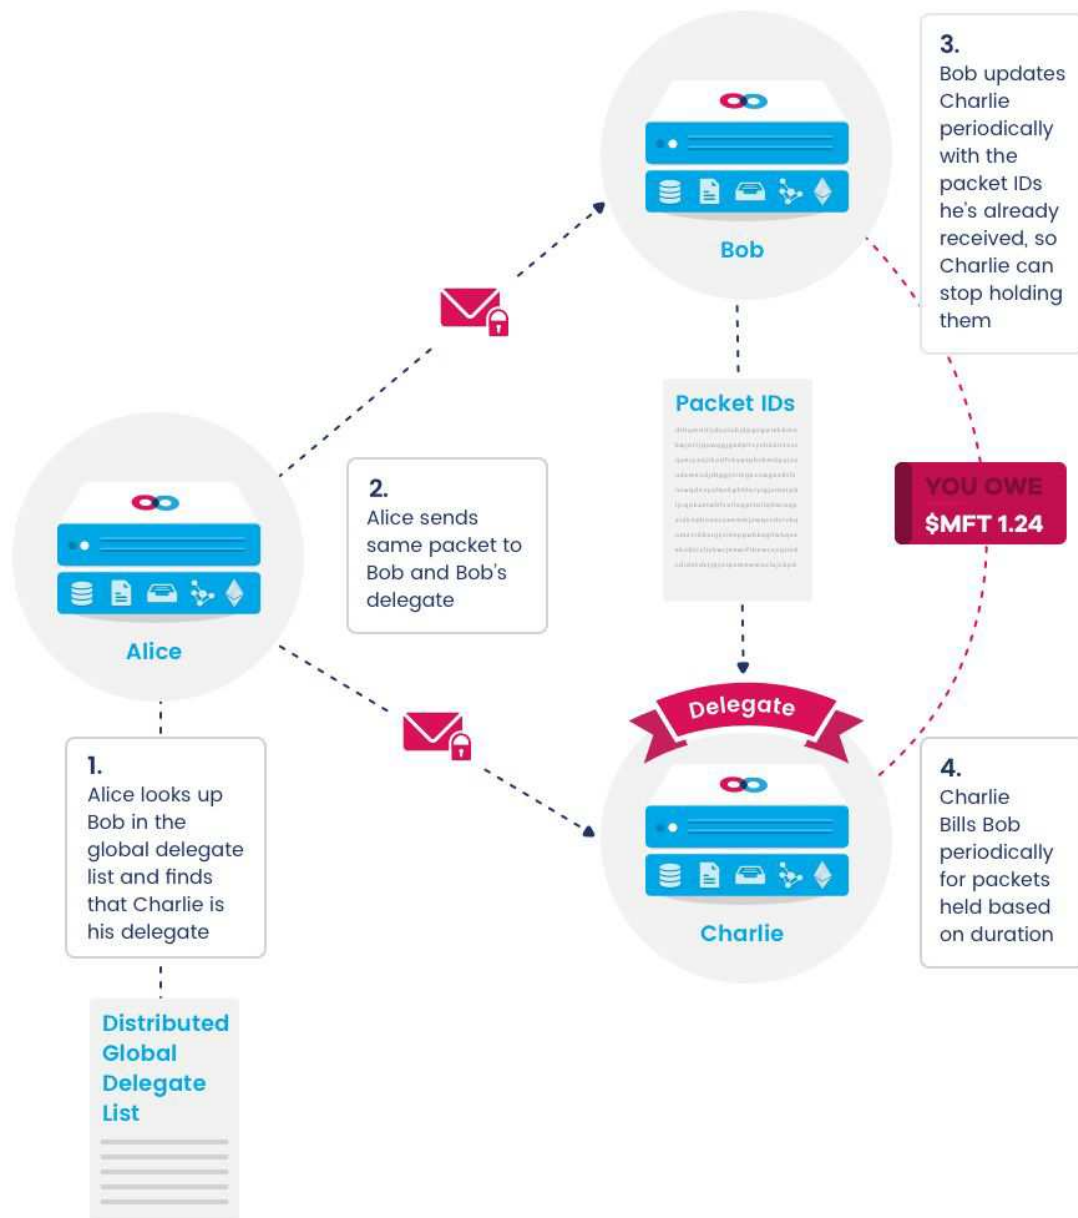 3.
Bob updates
Charlie
periodically
with the
packet IDs
he's already
received, so
Charlie can
stop holding
them
Bob
Packet IDs
2.
Alice sends
same packet to
Bob and Bob's
delegate
YOU OWE
$MFT 1.24
Alice
Delegate
1.
Alice looks up
Bob in the
global delegate
list and finds
that Charlie is
his delegate
4.
Charlie
Bills Bob
periodically
for packets
held based
on duration
Charlie
Distributed
Global
Delegate
List